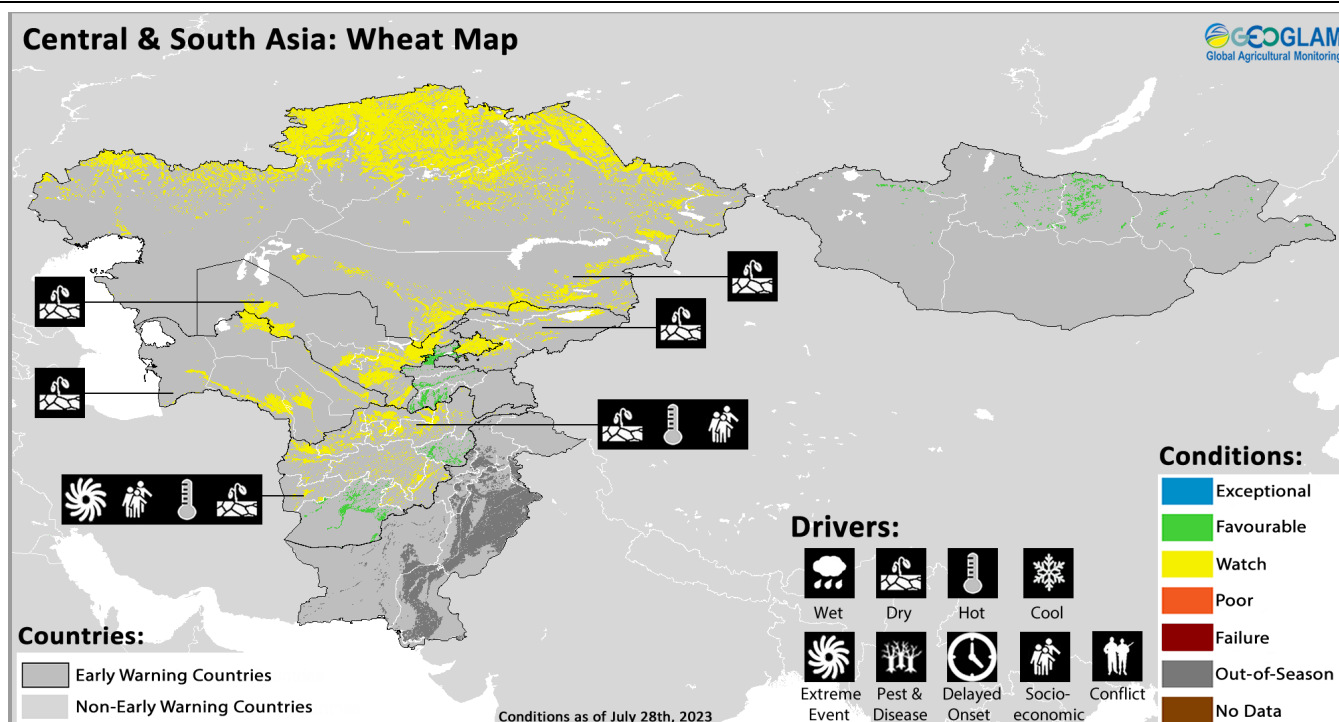 Central & South Asia: Wheat Map
GEOGLAM
Global Agricultural Monitoring
Conditions:
Exceptional
Favourable
Watch
Poor
Failure
Out-of-Season
No Data
Drivers:
Wet
Dry
Hot
Cool
Extreme
Event
Pest &
Disease
Delayed
Onset
Socio-
economic
Conflict
Countries:
Early Warning Countries
Non-Early Warning Countries
Conditions as of July 28th, 2023